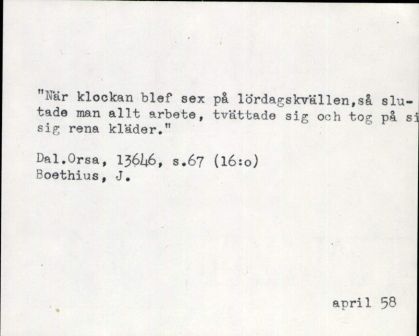 "När klockan blef sex på lördagskvällen,så slu-
tade man allt arbete, tvättade sig och tog på si
sig rena kläder."
Dal.Orsa, 13646, s.67 (16:o)
Boethius, J.
april 58